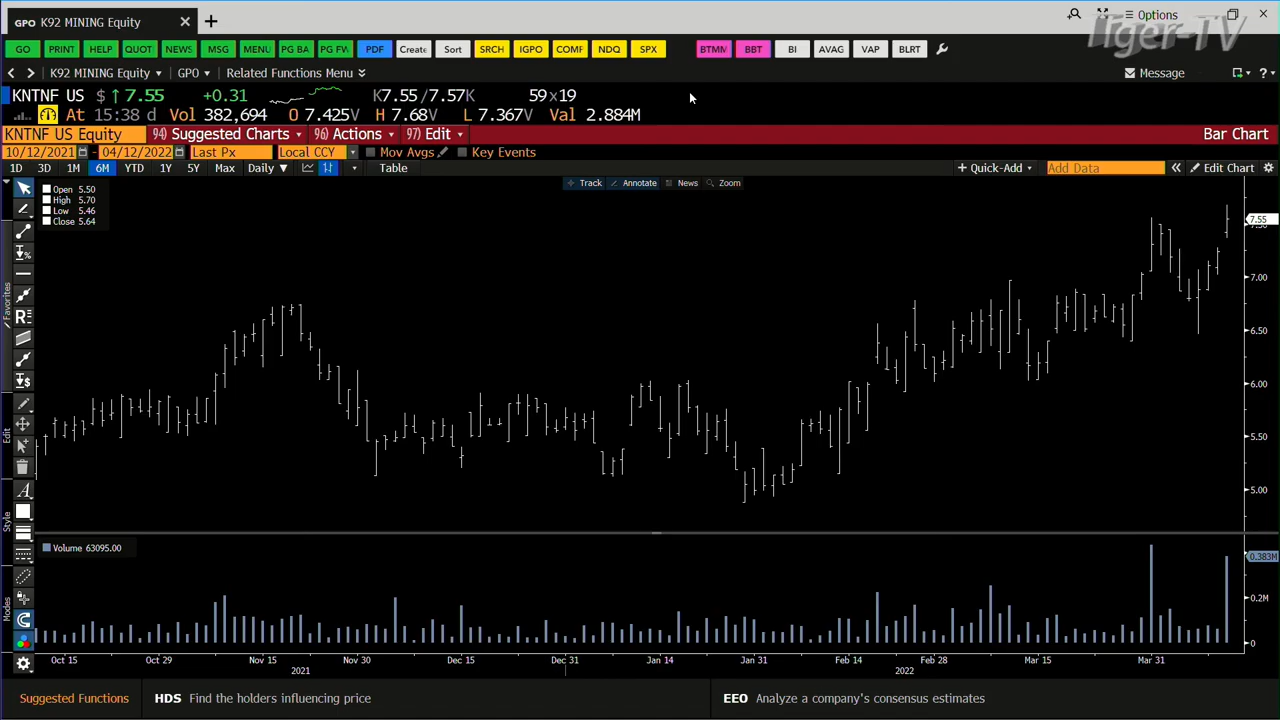 GPO K92 MINING Equity
Options
Tiger-TV
GO PRINT HELP QUOT NEWS MSG MENU PG BA PG FW PDF Create Sort SRCH IGPO COMF NDQ SPX BTMM BBT BI AVAG VAP BLRT
K92 MINING Equity GPO Related Functions Menu Message
KNTNF US $ ↑ 7.55 +0.31 K7.55 /7.57K 59x19
At 15:38 d Vol 382,694 O 7.425V H 7.68V L 7.367V Val 2.884M
KNTNF US Equity 94) Suggested Charts 96) Actions 97) Edit Bar Chart
10/12/2021 - 04/12/2022 Last Px Local CCY Mov Avgs Key Events
1D 3D 1M 6M YTD 1Y 5Y Max Daily Table + Quick-Add Add Data Edit Chart
Track Annotate News Zoom
Open 5.50
High 5.70
Low 5.46
Close 5.64
7.55
7.50
7.00
6.50
6.00
5.50
5.00
Favorites
Edit
Style
Modes
Volume 63095.00
0.383M
0.2M
0
Oct 15 Oct 29 Nov 15 Nov 30 Dec 15 Dec 31 Jan 14 Jan 31 Feb 14 Feb 28 Mar 15 Mar 31
2021 2022
Suggested Functions HDS Find the holders influencing price EEO Analyze a company's consensus estimates